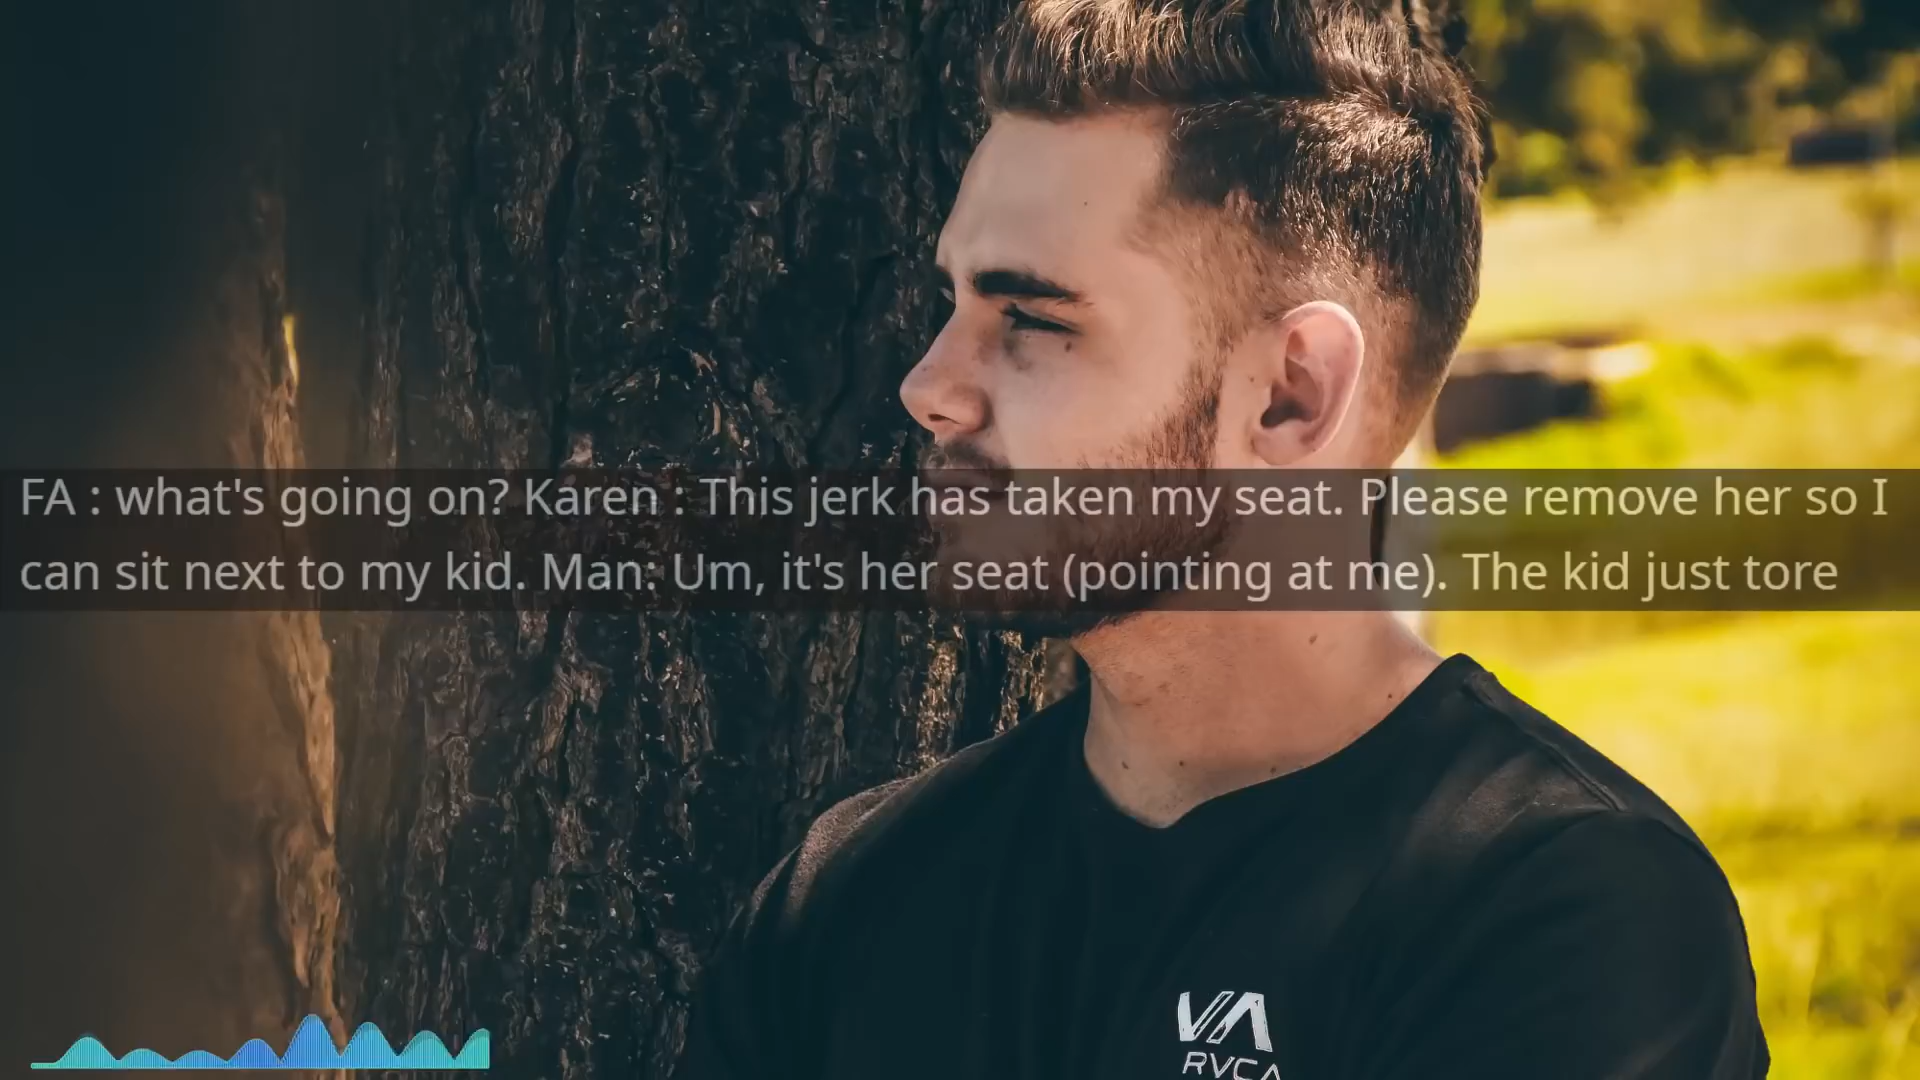 FA : what's going on? Karen : This jerk has taken my seat. Please remove her so I
can sit next to my kid. Man: Um, it's her seat (pointing at me). The kid just tore
VA
RVCA